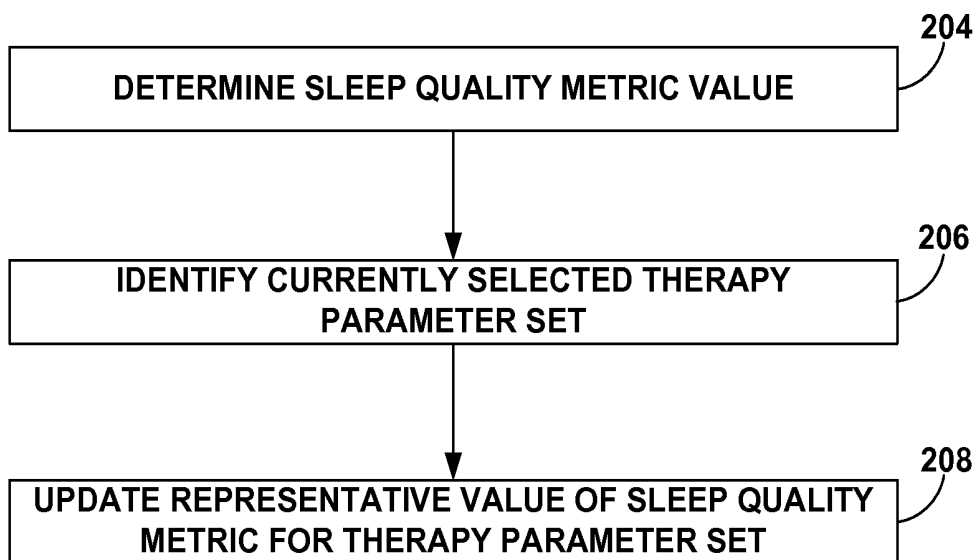 204
DETERMINE SLEEP QUALITY METRIC VALUE
206
IDENTIFY CURRENTLY SELECTED THERAPY
PARAMETER SET
208
UPDATE REPRESENTATIVE VALUE OF SLEEP QUALITY
METRIC FOR THERAPY PARAMETER SET